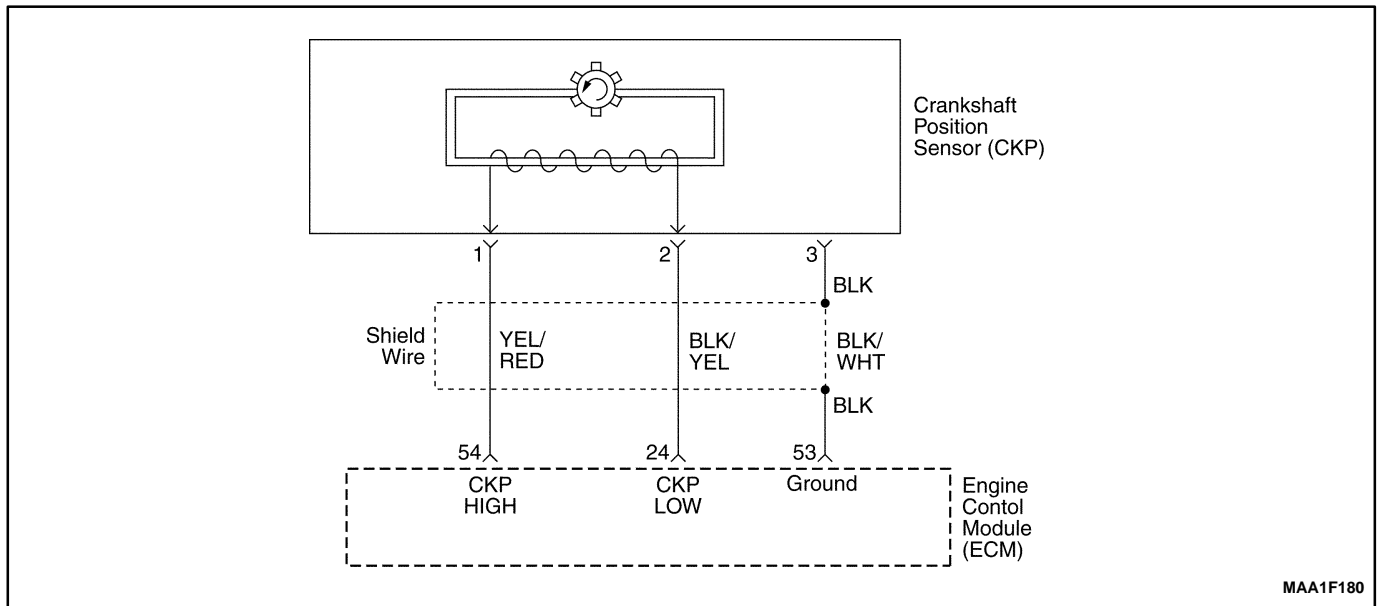 Crankshaft
Position
Sensor (CKP)
1
2
3
BLK
Shield
Wire
YEL/
RED
BLK/
YEL
BLK/
WHT
BLK
54
24
53
CKP
HIGH
CKP
LOW
Ground
Engine
Contol
Module
(ECM)
MAA1F180